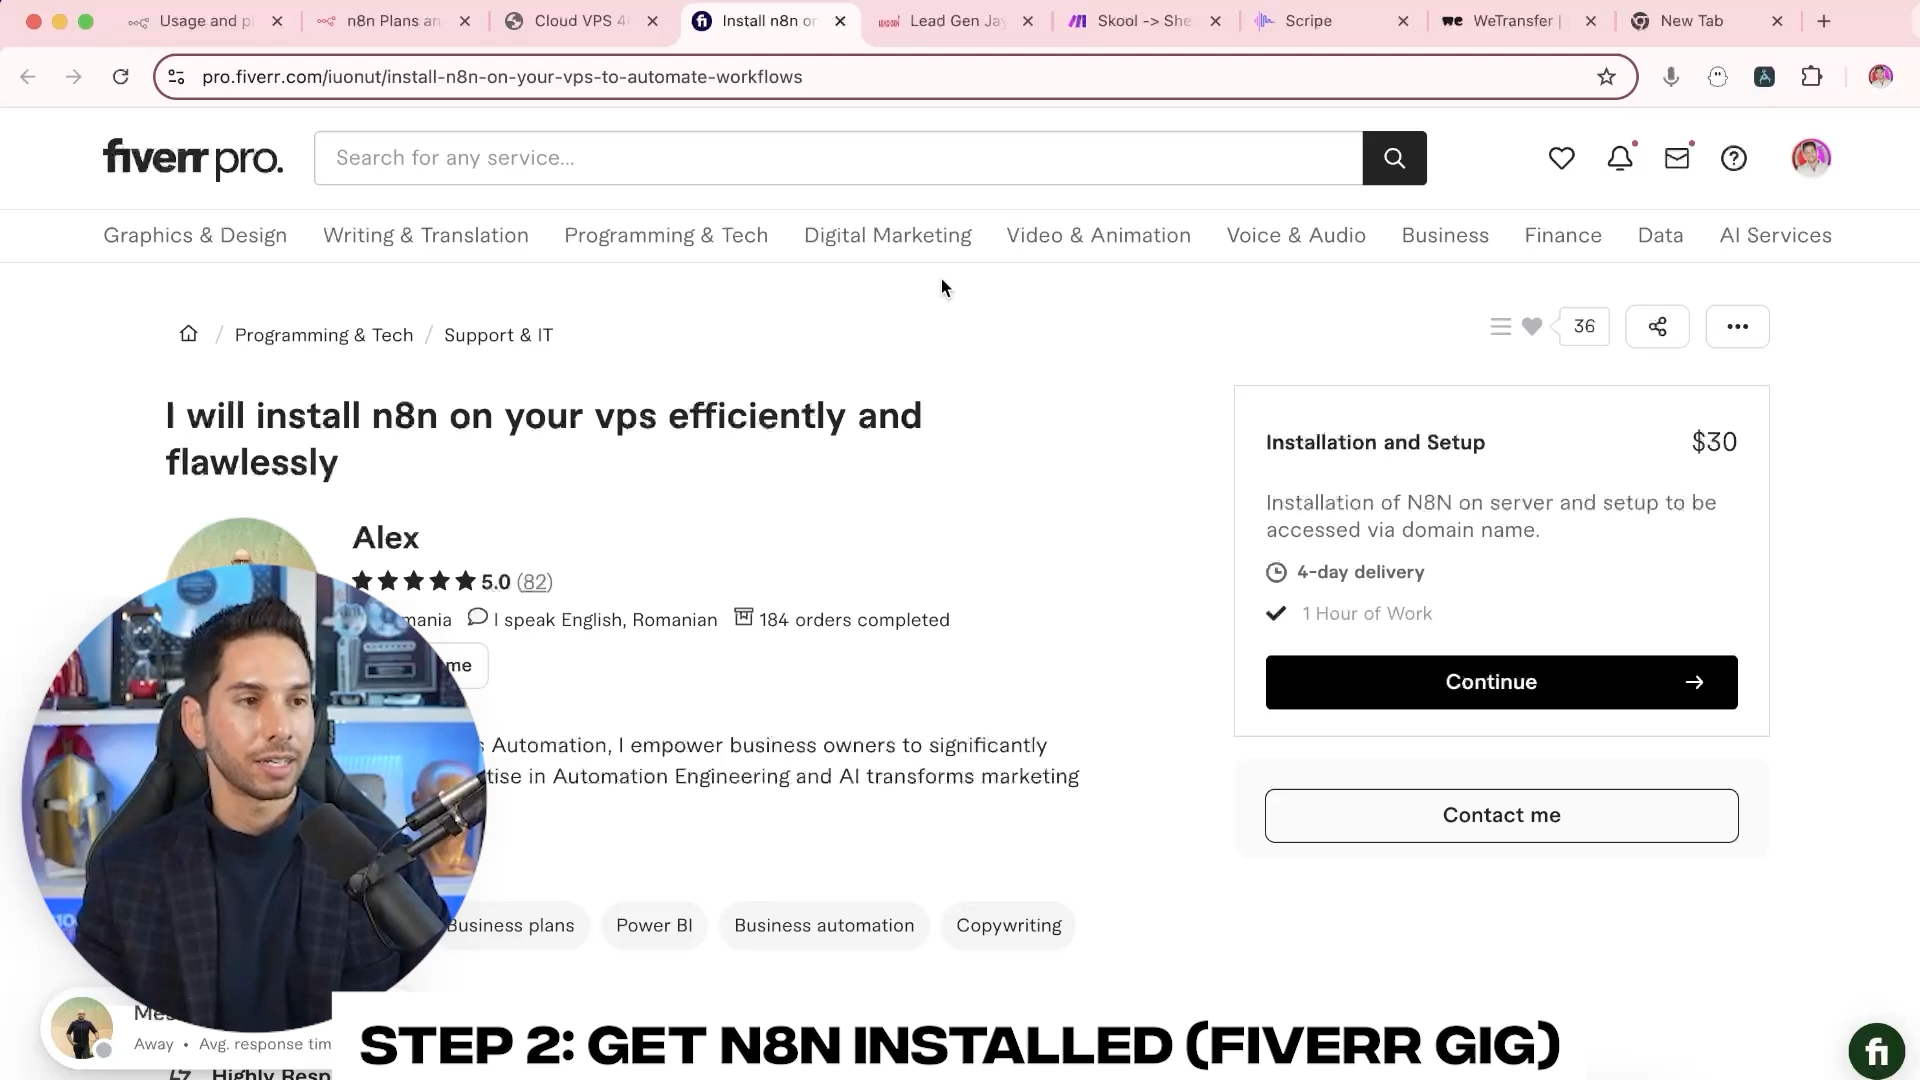 Usage and pl
n8n Plans an
Cloud VPS 4
Install n8n o
Lead Gen Jay
Skool -> She
Scripe
WeTransfer |
New Tab
pro.fiverr.com/iuonut/install-n8n-on-your-vps-to-automate-workflows
fiverr pro.
Search for any service...
Graphics & Design
Writing & Translation
Programming & Tech
Digital Marketing
Video & Animation
Voice & Audio
Business
Finance
Data
AI Services
/ Programming & Tech / Support & IT
36
I will install n8n on your vps efficiently and
flawlessly
Alex
5.0 (82)
mania I speak English, Romanian 184 orders completed
me
s Automation, I empower business owners to significantly
tise in Automation Engineering and AI transforms marketing
Business plans
Power BI
Business automation
Copywriting
Installation and Setup $30
Installation of N8N on server and setup to be
accessed via domain name.
4-day delivery
1 Hour of Work
Continue
Contact me
Mes
Away • Avg. response tim
Highly Resp
STEP 2: GET N8N INSTALLED (FIVERR GIG)
fi